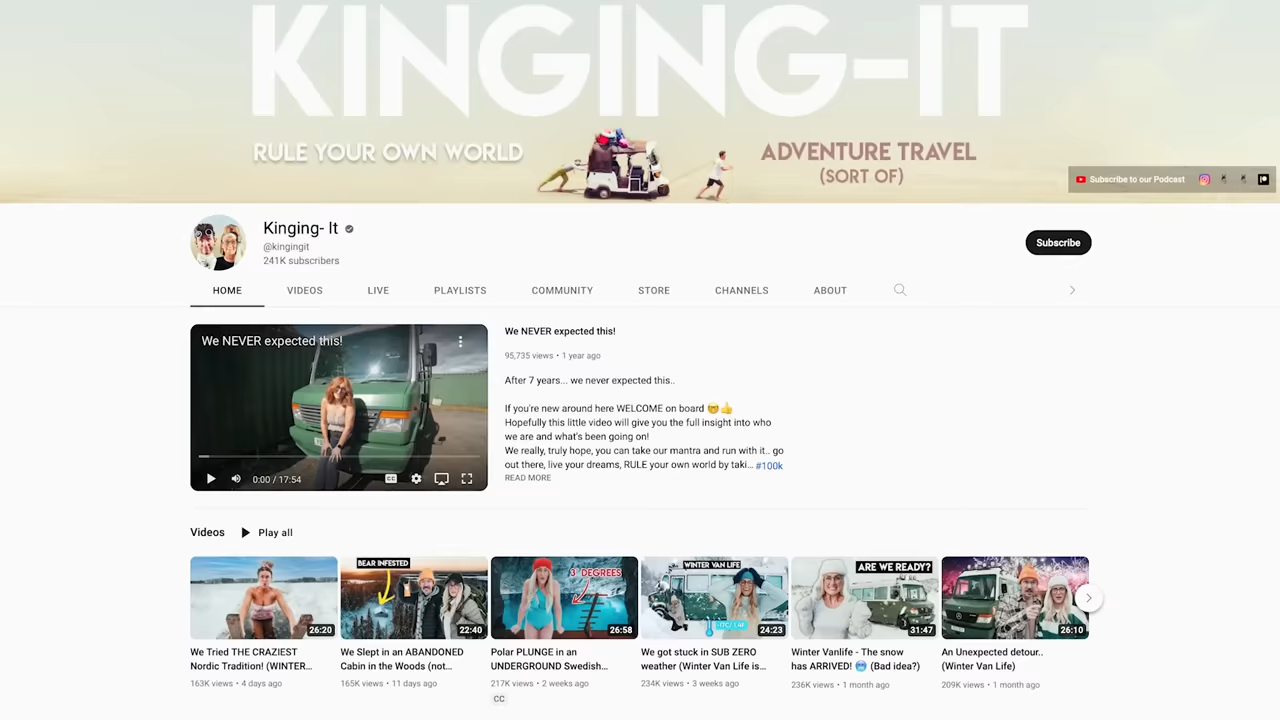 KINGING-IT
RULE YOUR OWN WORLD
ADVENTURE TRAVEL
(SORT OF)
Subscribe to our Podcast
Kinging- It
@kingingit
241K subscribers
Subscribe
HOME VIDEOS LIVE PLAYLISTS COMMUNITY STORE CHANNELS ABOUT
We NEVER expected this!
0:00 / 17:54
We NEVER expected this!
95,735 views • 1 year ago
After 7 years... we never expected this..
If you're new around here WELCOME on board 🤓👍
Hopefully this little video will give you the full insight into who
we are and what's been going on!
We really, truly hope, you can take our mantra and run with it.. go
out there, live your dreams, RULE your own world by taki... #100k
READ MORE
Videos Play all
26:20
We Tried THE CRAZIEST
Nordic Tradition! (WINTER...
163K views • 4 days ago
BEAR INFESTED
22:40
We Slept in an ABANDONED
Cabin in the Woods (not...
165K views • 11 days ago
3 DEGREES
26:58
Polar PLUNGE in an
UNDERGROUND Swedish...
217K views • 2 weeks ago
CC
WINTER VAN LIFE
24:23
We got stuck in SUB ZERO
weather (Winter Van Life is...
234K views • 3 weeks ago
ARE WE READY?
31:47
Winter Vanlife - The snow
has ARRIVED! 🥶 (Bad idea?)
236K views • 1 month ago
26:10
An Unexpected detour..
(Winter Van Life)
209K views • 1 month ago